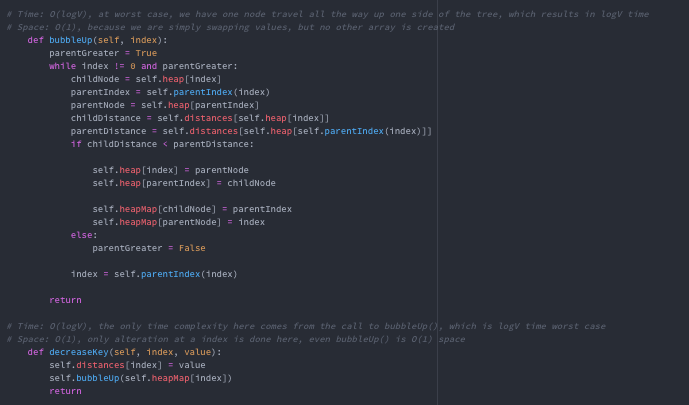 # Time: O(logV), at worst case, we have one node travel all the way up one side of the tree, which results in logV time
# Space: O(1), because we are simply swapping values, but no other array is created
    def bubbleUp(self, index):
        parentGreater = True
        while index != 0 and parentGreater:
            childNode = self.heap[index]
            parentIndex = self.parentIndex(index)
            parentNode = self.heap[parentIndex]
            childDistance = self.distances[self.heap[index]]
            parentDistance = self.distances[self.heap[self.parentIndex(index)]]
            if childDistance < parentDistance:

                self.heap[index] = parentNode
                self.heap[parentIndex] = childNode

                self.heapMap[childNode] = parentIndex
                self.heapMap[parentNode] = index
            else:
                parentGreater = False

            index = self.parentIndex(index)

        return

# Time: O(logV), the only time complexity here comes from the call to bubbleUp(), which is logV time worst case
# Space: O(1), only alteration at a index is done here, even bubbleUp() is O(1) space
    def decreaseKey(self, index, value):
        self.distances[index] = value
        self.bubbleUp(self.heapMap[index])
        return